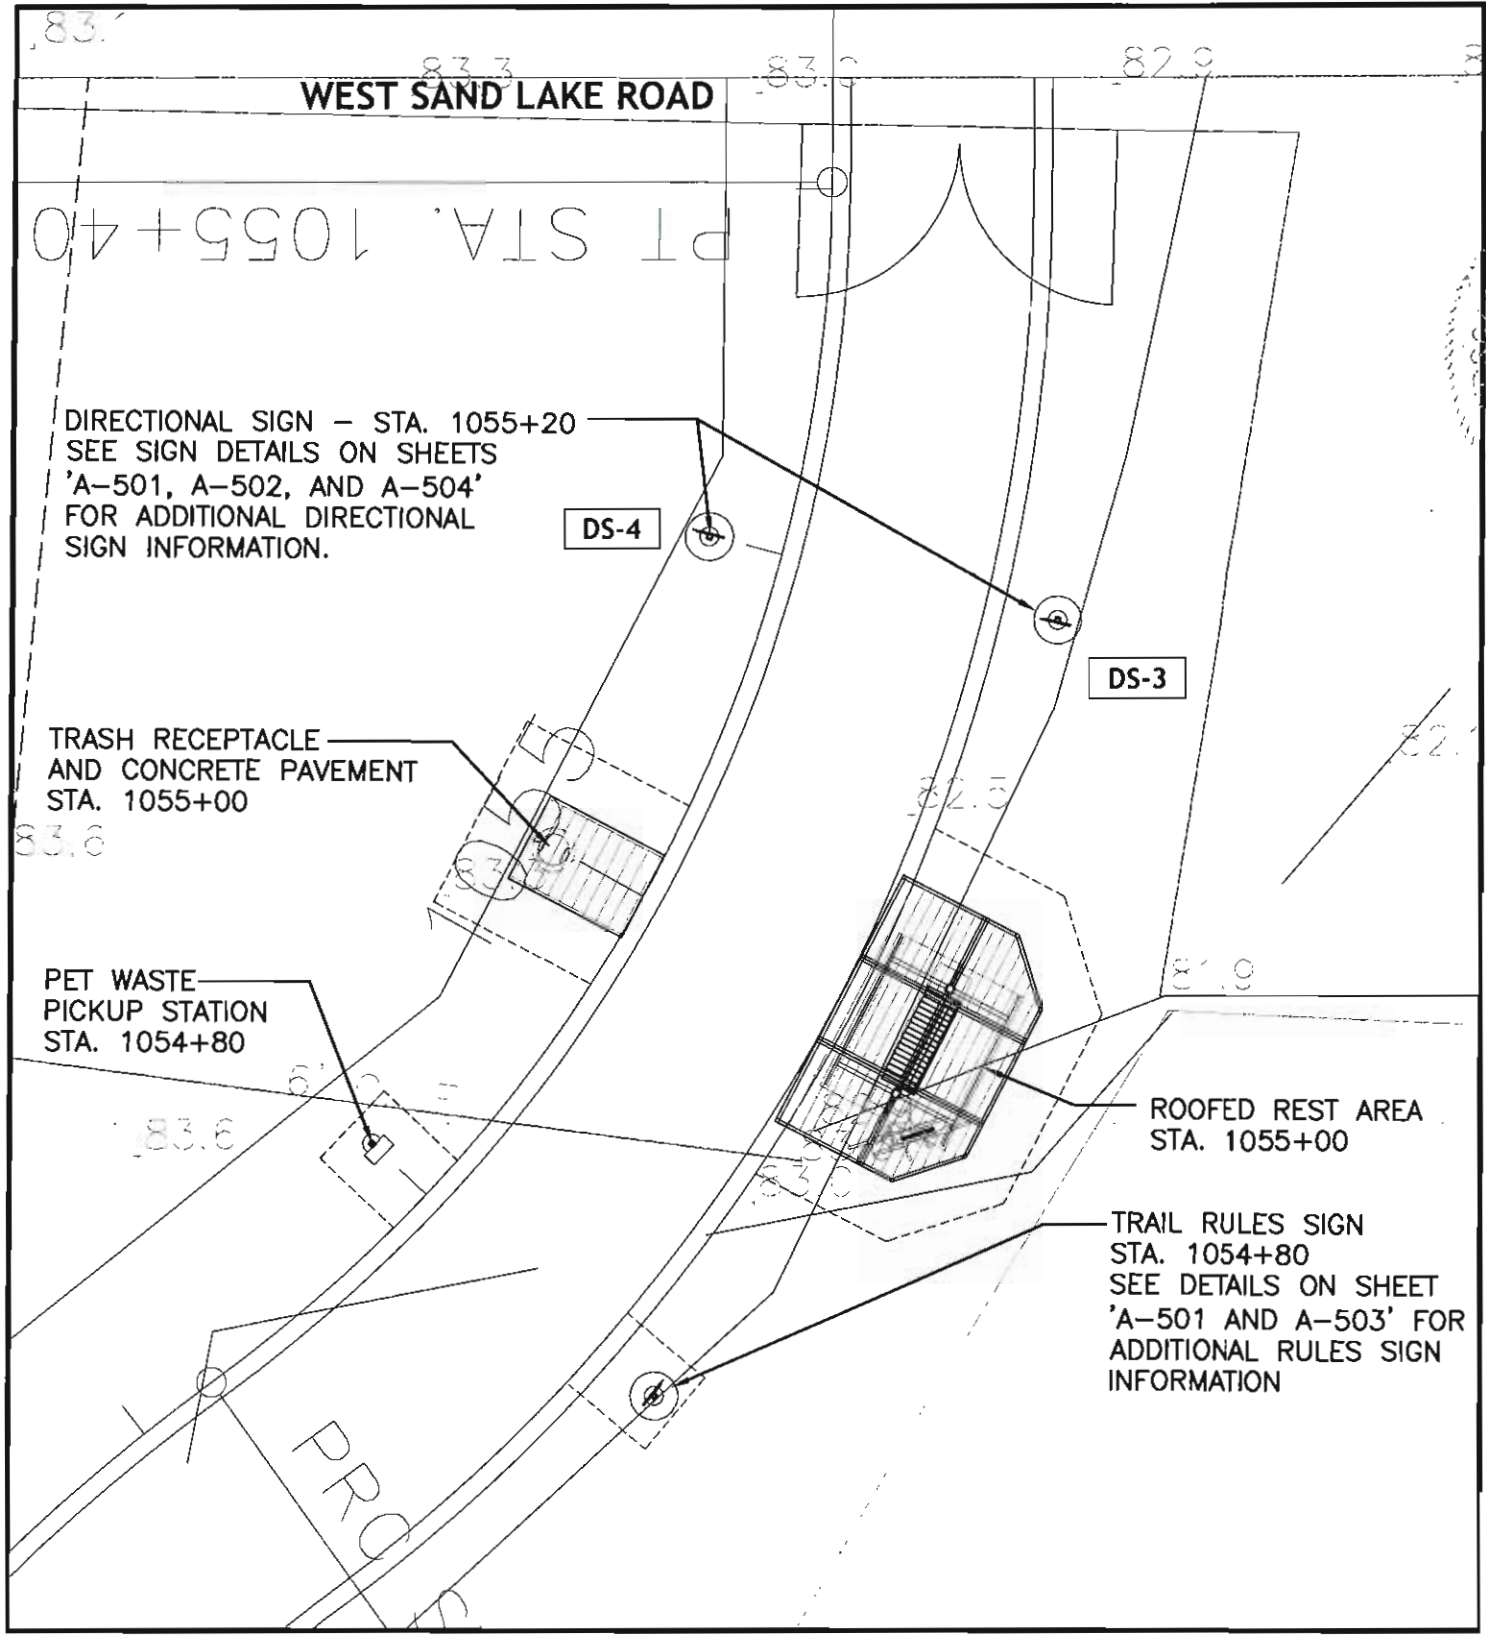 83.
83.3
82.9
WEST SAND LAKE ROAD
PT STA. 1055+40
DIRECTIONAL SIGN – STA. 1055+20
SEE SIGN DETAILS ON SHEETS
'A–501, A–502, AND A–504'
FOR ADDITIONAL DIRECTIONAL
SIGN INFORMATION.
DS-4
DS-3
TRASH RECEPTACLE
AND CONCRETE PAVEMENT
STA. 1055+00
82.5
83.6
81.9
PET WASTE
PICKUP STATION
STA. 1054+80
83.6
ROOFED REST AREA
STA. 1055+00
TRAIL RULES SIGN
STA. 1054+80
SEE DETAILS ON SHEET
'A–501 AND A–503' FOR
ADDITIONAL RULES SIGN
INFORMATION
PRC